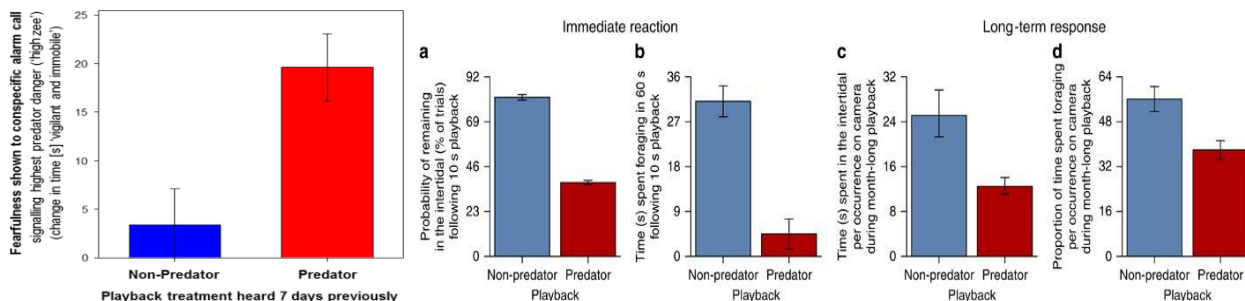 Fearfulness shown to conspecific alarm call
signalling highest predator danger ('high zee')
(change in time [s] 'vigilant and immobile')
25
20
15
10
5
0
Non-Predator
Predator
Playback treatment heard 7 days previously
Immediate reaction
Long-term response
a
Probability of remaining
in the intertidal (% of trials)
following 10 s playback
92
69
46
23
0
Non-predator Predator
Playback
b
Time (s) spent foraging in 60 s
following 10 s playback
36
27
18
9
0
Non-predator Predator
Playback
c
Time (s) spent in the intertidal
per occurrence on camera
during month-long playback
32
24
16
8
0
Non-predator Predator
Playback
d
Proportion of time spent foraging
per occurrence on camera
during month-long playback
64
48
32
16
0
Non-predator Predator
Playback